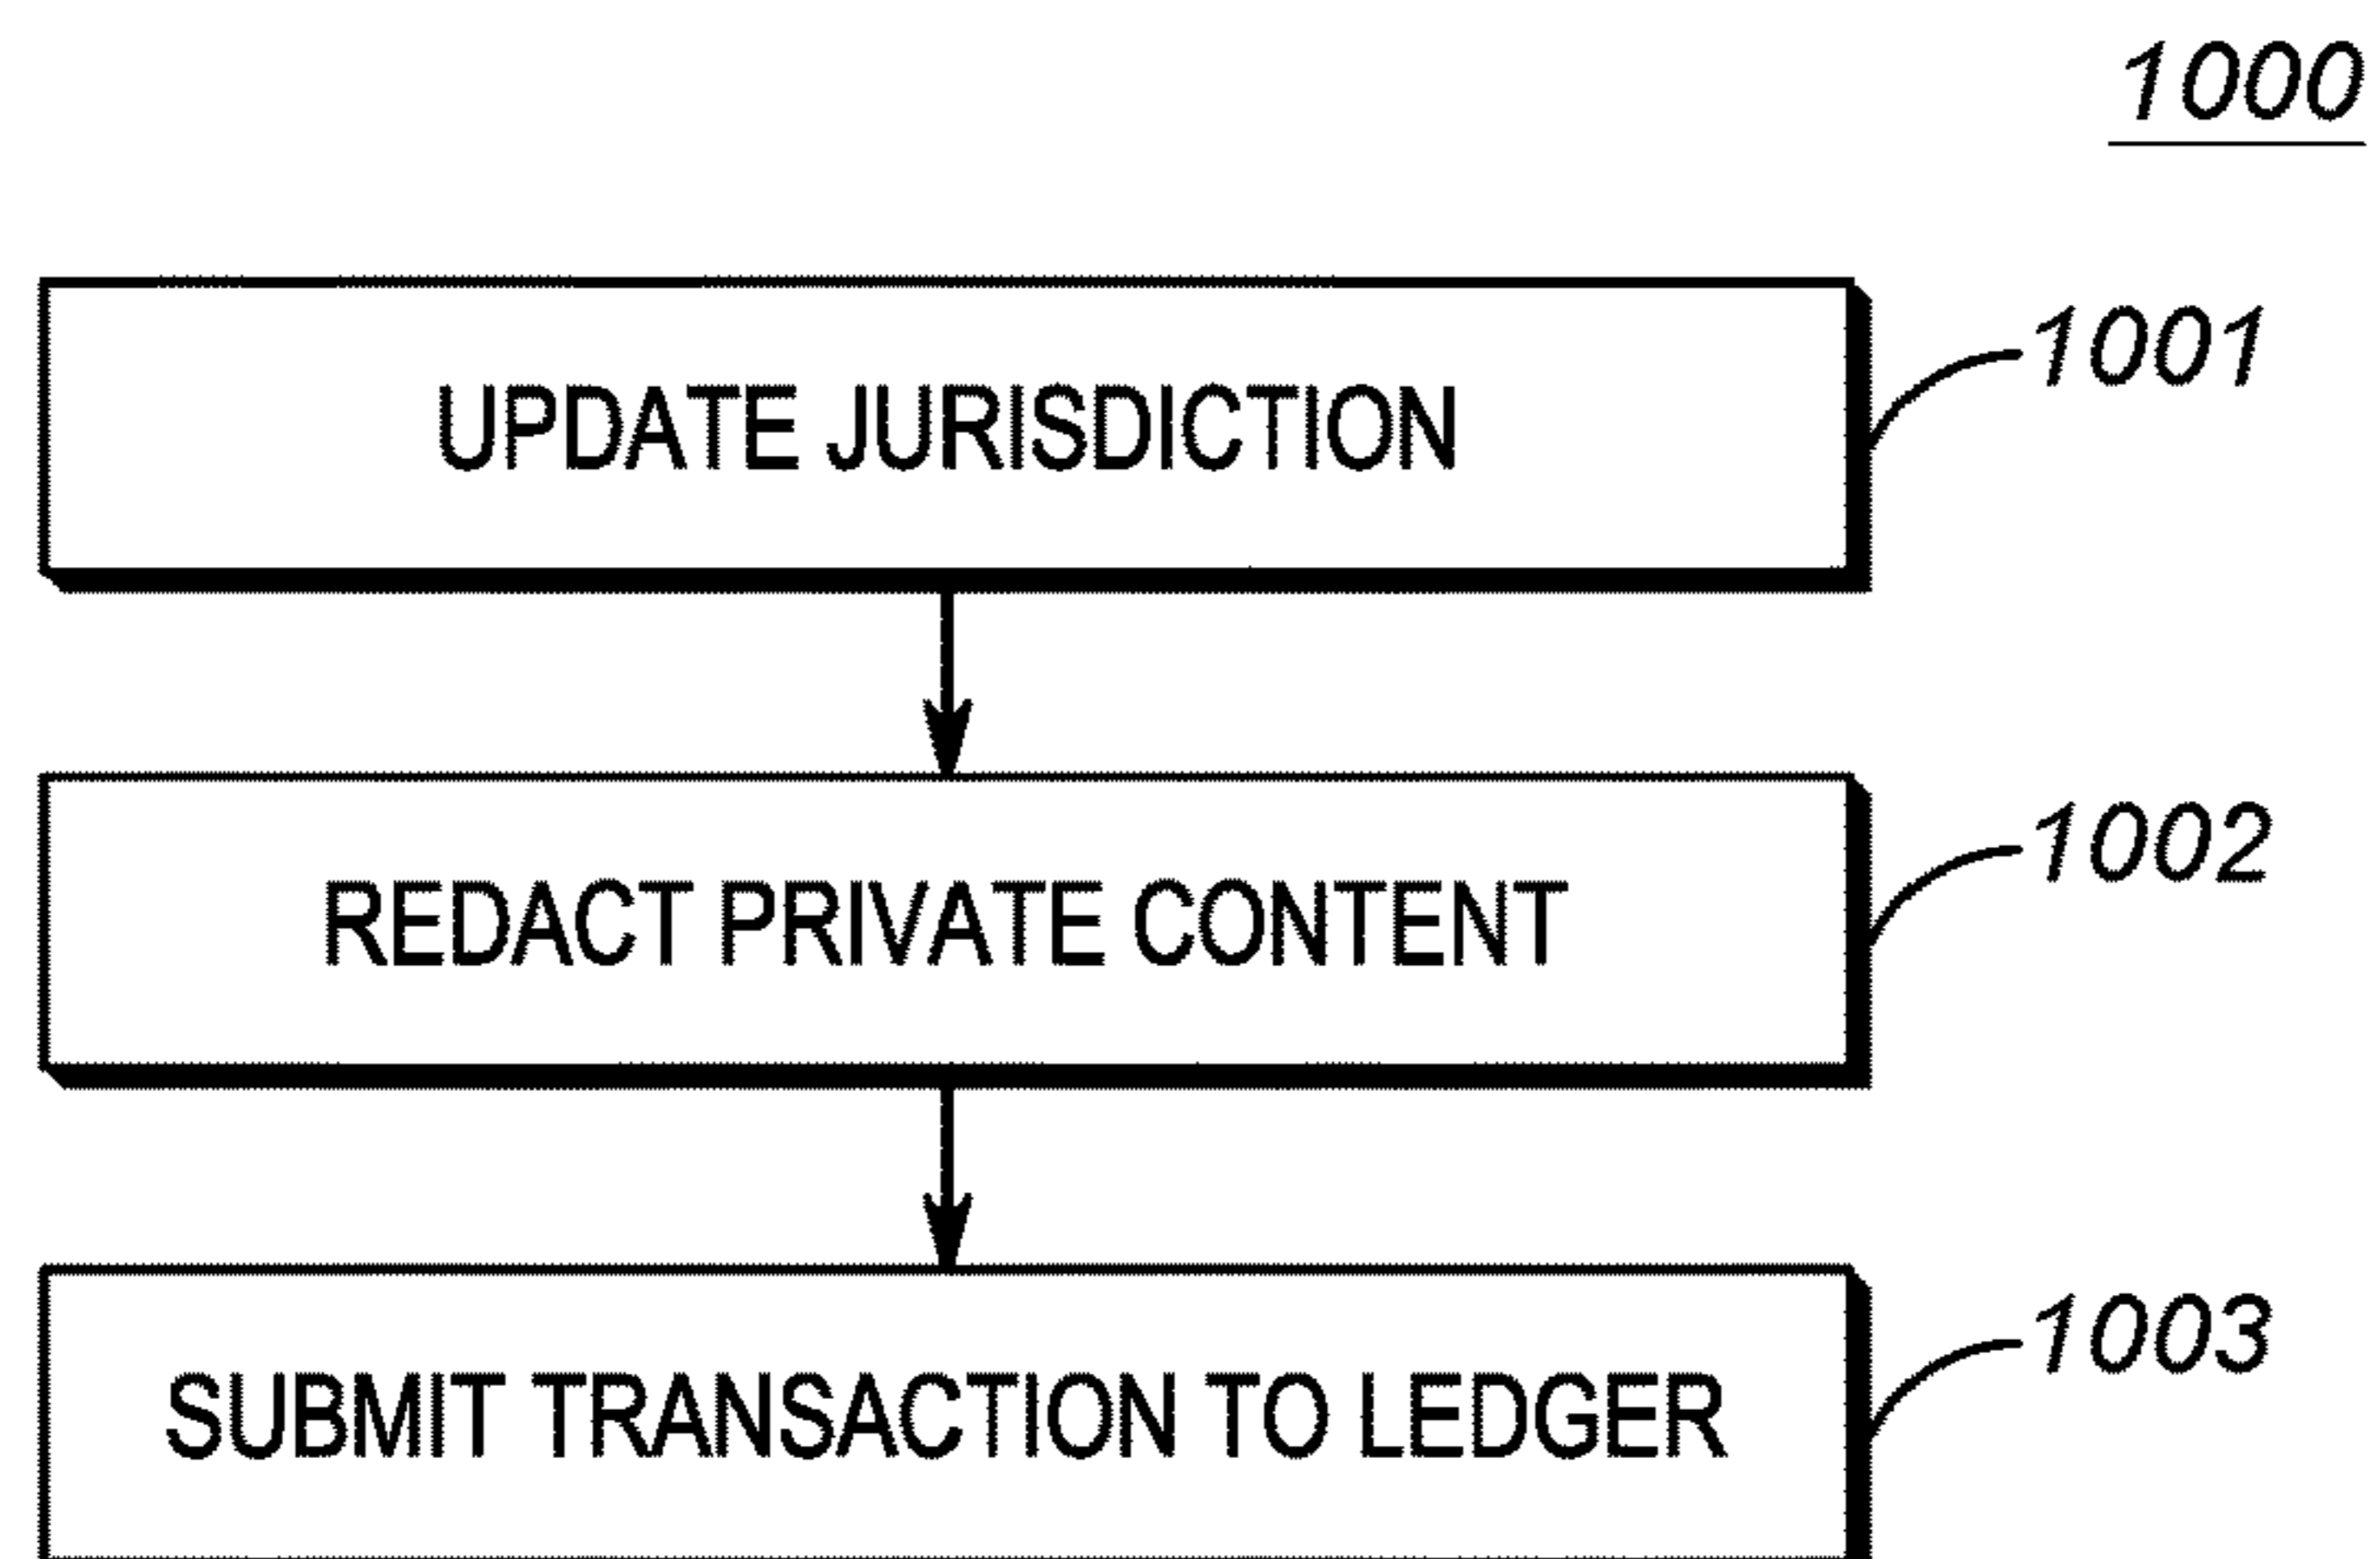 1000
UPDATE JURISDICTION
1001
REDACT PRIVATE CONTENT
1002
SUBMIT TRANSACTION TO LEDGER
1003